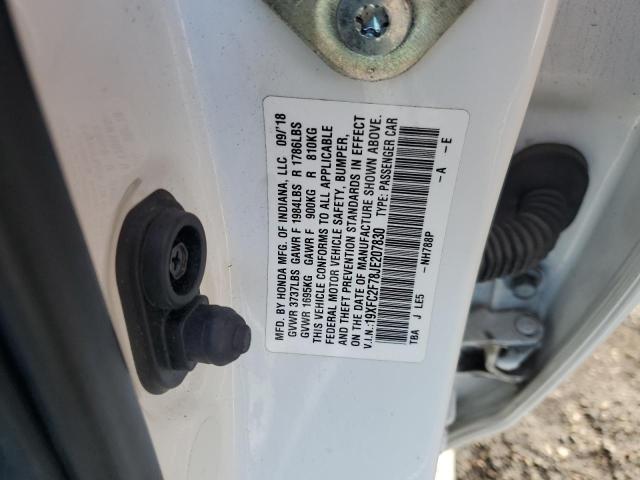 MFD. BY HONDA MFG. OF INDIANA, LLC 09/'18
GVWR 3737LBS GAWR F 1984LBS R 1786LBS
GVWR 1695KG GAWR F 900KG R 810KG
THIS VEHICLE CONFORMS TO ALL APPLICABLE
FEDERAL MOTOR VEHICLE SAFETY, BUMPER,
AND THEFT PREVENTION STANDARDS IN EFFECT
ON THE DATE OF MANUFACTURE SHOWN ABOVE.
V.I.N.:19XFC2F78JE207830 TYPE: PASSENGER CAR
TBA J LE5 -NH788P -A -E